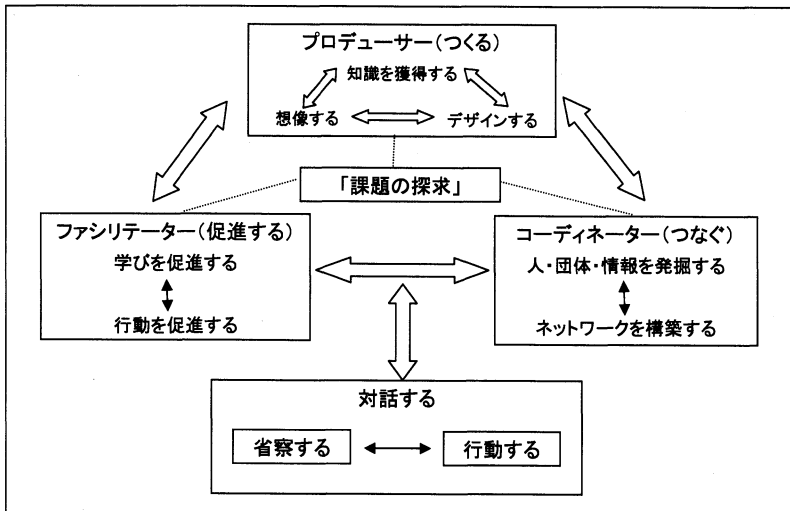 プロデューサー(つくる)
知識を獲得する
想像する
デザインする
「課題の探求」
ファシリテーター(促進する)
学びを促進する
行動を促進する
コーディネーター(つなぐ)
人・団体・情報を発掘する
ネットワークを構築する
対話する
省察する
行動する